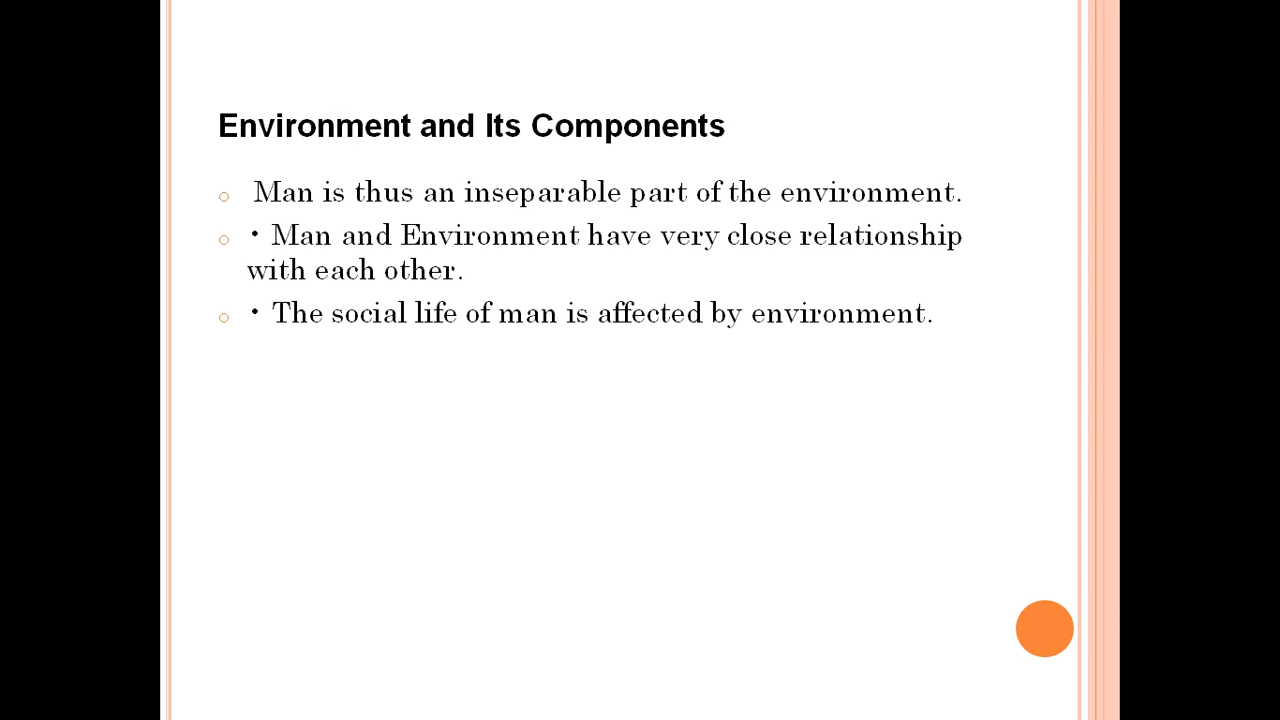 Environment and Its Components
Man is thus an inseparable part of the environment.
• Man and Environment have very close relationship
with each other.
• The social life of man is affected by environment.